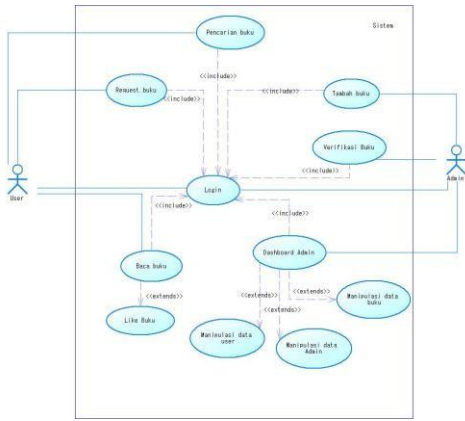 Sistem
Pencarian buku
<<include>>
Request buku
<<include>>
<<include>>
Tambah buku
Verifikasi Buku
<<include>>
User
Login
Admin
<<include>>
<<include>>
Baca buku
Dashboard Admin
<<extends>>
<<extends>>
<<extends>>
<<extends>>
Like Buku
Manipulasi data
buku
Manipulasi data
user
Manipulasi data
Admin